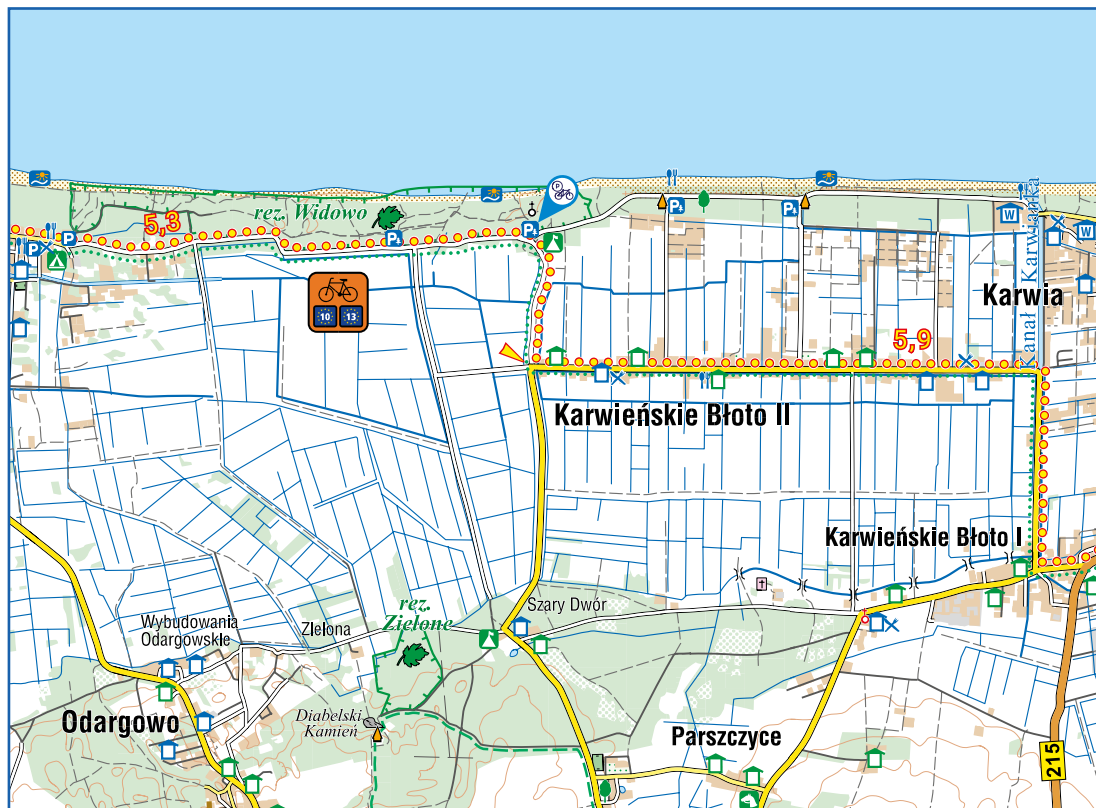 P
5,3
rez. Widowo
P
P
P
P
P
P
W
W
Kanał Karwianka
Karwia
10 13
5,9
Karwieńskie Błoto II
Karwieńskie Błoto I
rez.
Zielone
Szary Dwór
Wybudowania
Odargowskie
Zielona
Odargowo
Diabelski
Kamień
Parszczyce
215